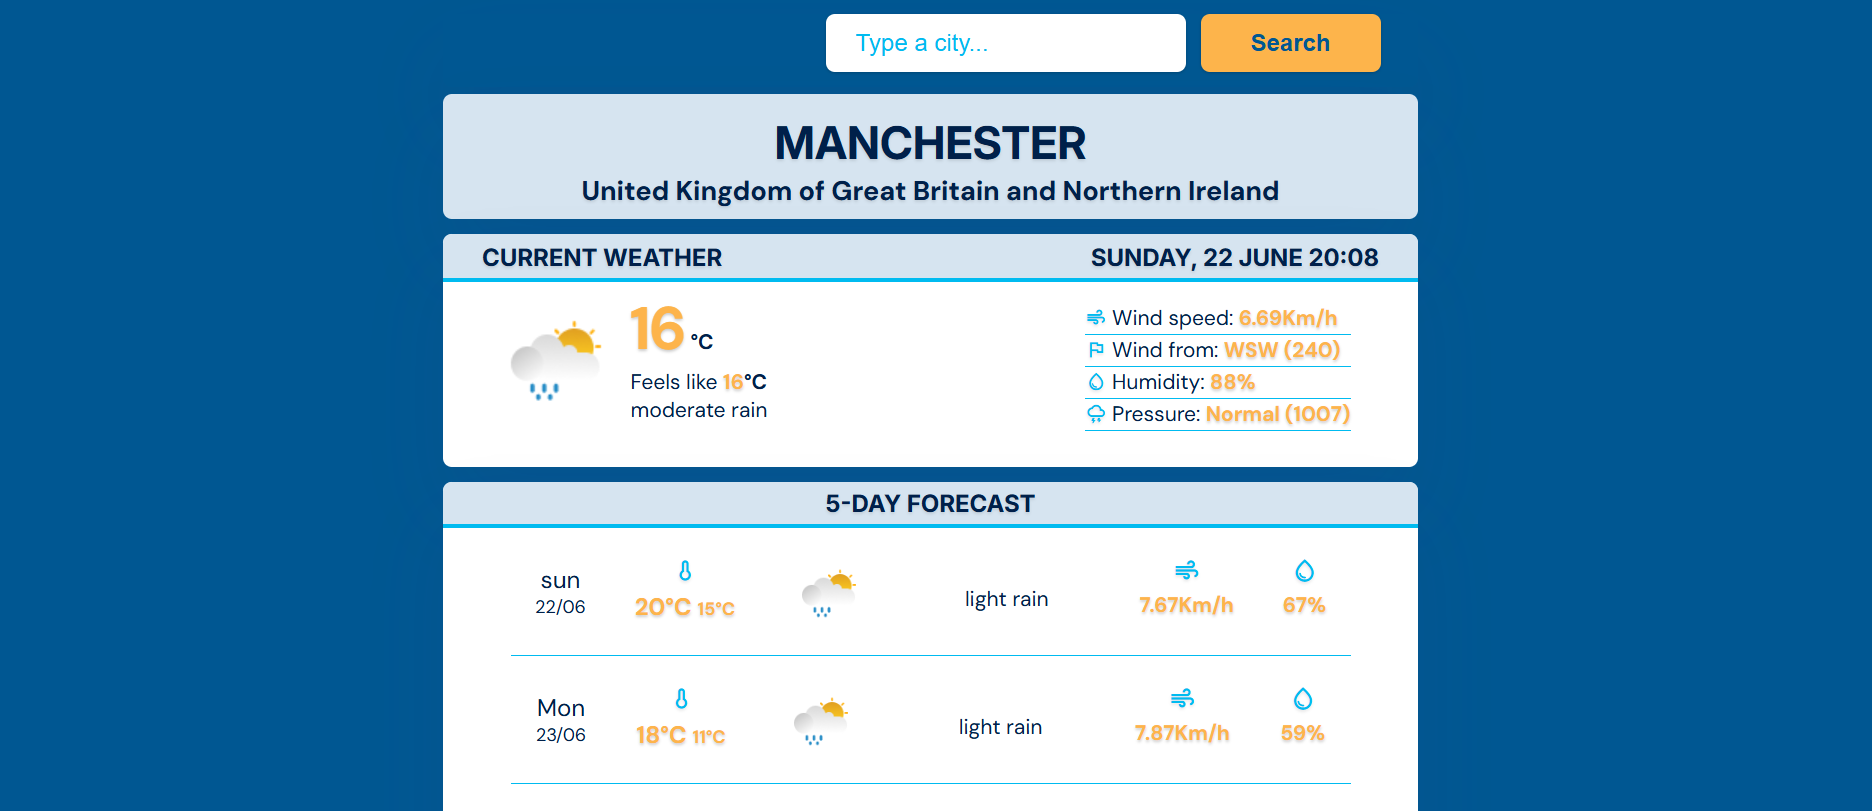 Type a city...
Search
MANCHESTER
United Kingdom of Great Britain and Northern Ireland
CURRENT WEATHER
SUNDAY, 22 JUNE 20:08
16 °C
Feels like 16°C
moderate rain
Wind speed: 6.69Km/h
Wind from: WSW (240)
Humidity: 88%
Pressure: Normal (1007)
5-DAY FORECAST
sun
22/06
20°C 15°C
light rain
7.67Km/h
67%
Mon
23/06
18°C 11°C
light rain
7.87Km/h
59%